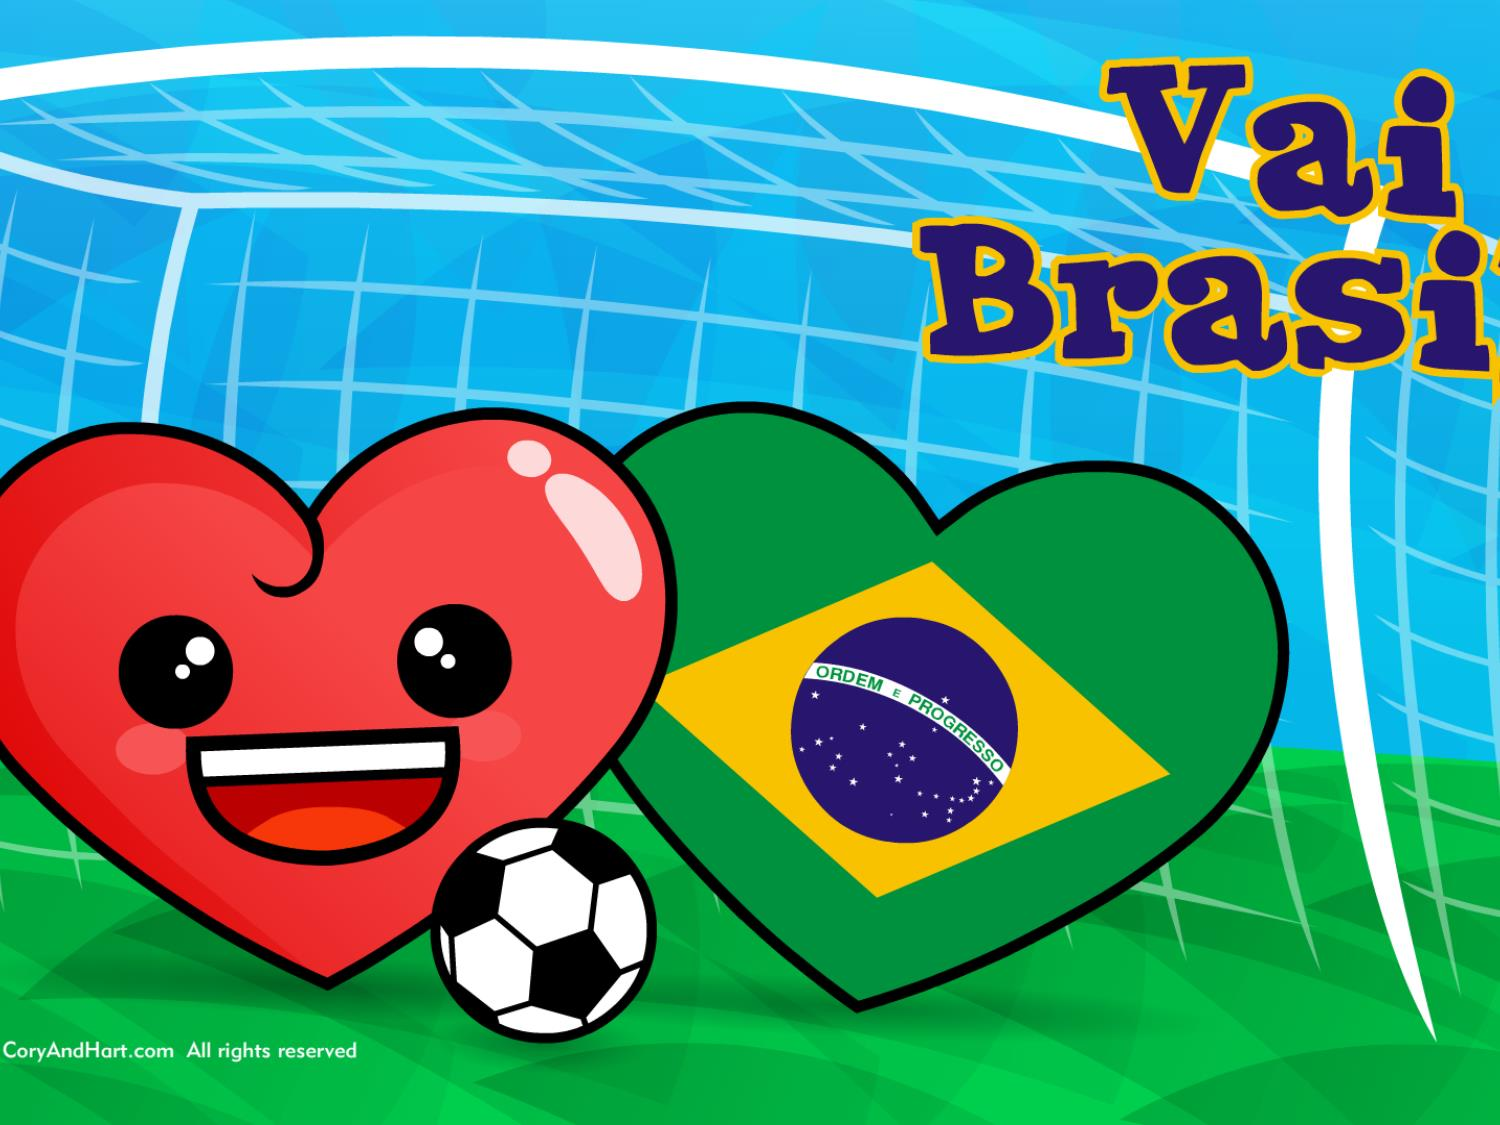 Vai
Brasi
ORDEM E PROGRESSO
CoryAndHart.com All rights reserved